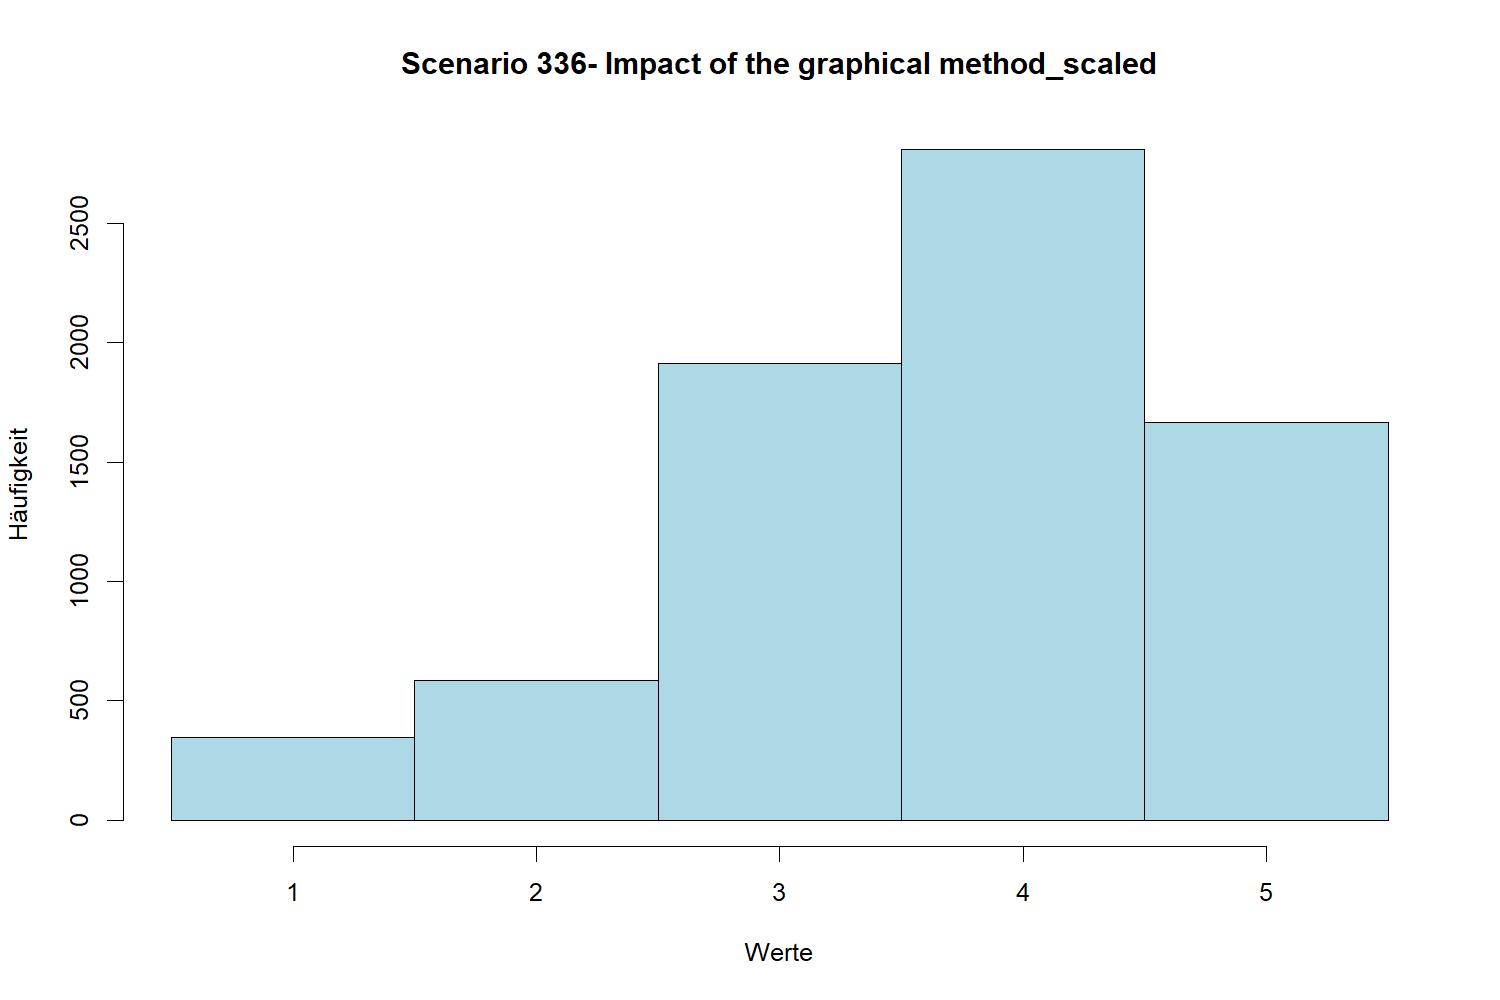 Scenario 336- Impact of the graphical method_scaled
Häufigkeit
2500
2000
1500
1000
500
0
1 2 3 4 5
Werte